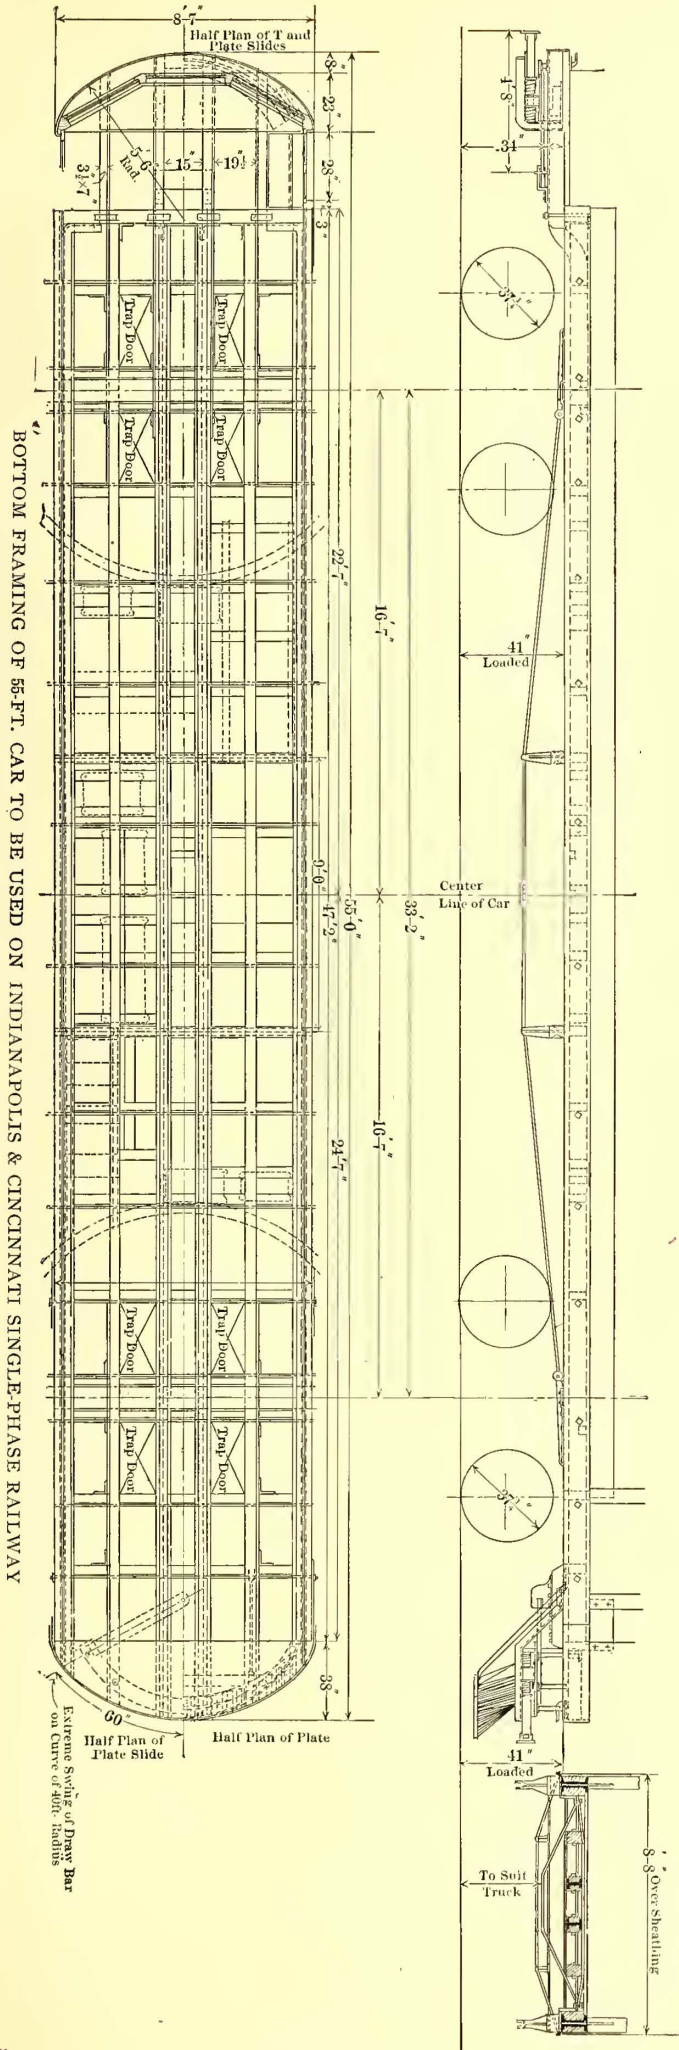 8'-7"
Half Plan of T and
Plate Slides
8"
23"
5'-6"
Rad.
15"
19½"
28"
3½"×7"
3"
Trap Door
Trap Door
Trap Door
Trap Door
22'-7"
16'-7"
9'-0"
47'-2"
55'-0"
33'-2"
16'-7"
24'-7"
Trap Door
Trap Door
Trap Door
Trap Door
38"
60"
Half Plan of
Plate Slide
Half Plan of Plate
Extreme Swing of Draw Bar
on Curve of 40ft. Radius
4'-8"
34"
37"
41"
Loaded
Center
Line of Car
37"
41"
Loaded
To Suit
Truck
8'-8" Over Sheathing
BOTTOM FRAMING OF 55-FT. CAR TO BE USED ON INDIANAPOLIS & CINCINNATI SINGLE-PHASE RAILWAY